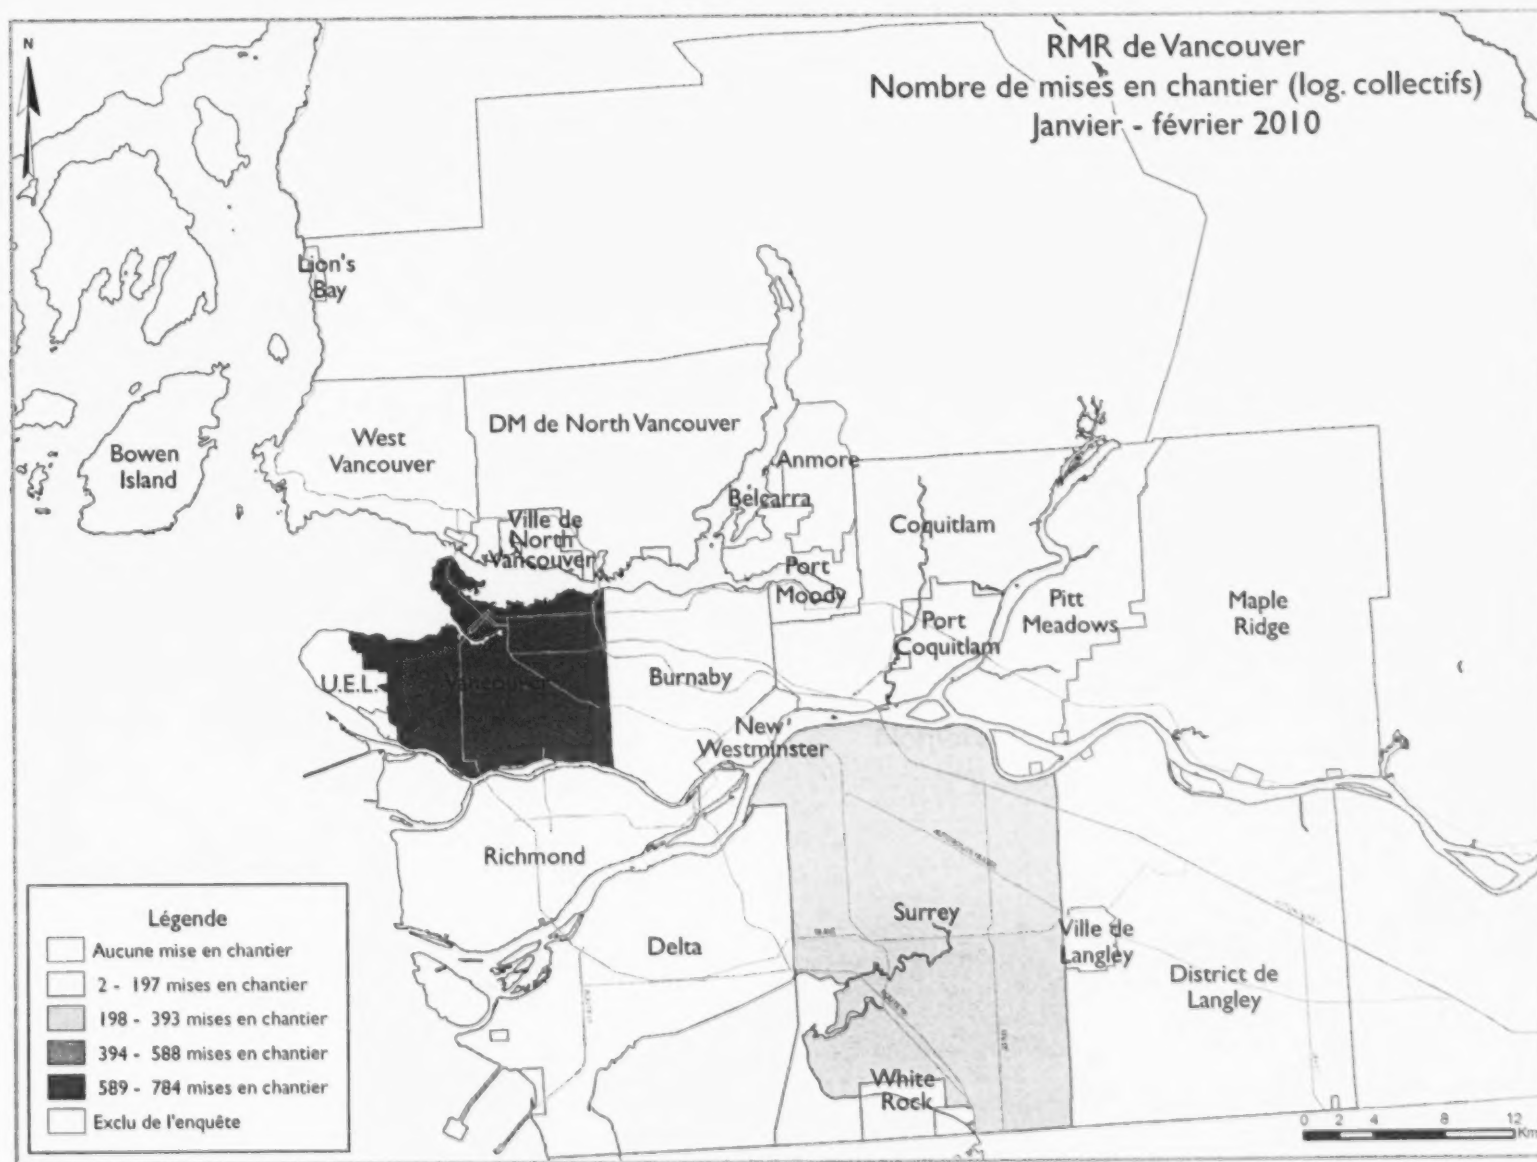 N
RMR de Vancouver
Nombre de mises en chantier (log. collectifs)
Janvier - février 2010
Lion's
Bay
Bowen
Island
West
Vancouver
DM de North Vancouver
Anmore
Belcarra
Ville de
North
Vancouver
Coquitlam
Port
Moody
Port
Coquitlam
Pitt
Meadows
Maple
Ridge
U.E.L.
Vancouver
Burnaby
New
Westminster
Richmond
Surrey
Delta
Ville de
Langley
District de
Langley
White
Rock
Légende
Aucune mise en chantier
2 - 197 mises en chantier
198 - 393 mises en chantier
394 - 588 mises en chantier
589 - 784 mises en chantier
Exclu de l'enquête
0 2 4 8 12
Km